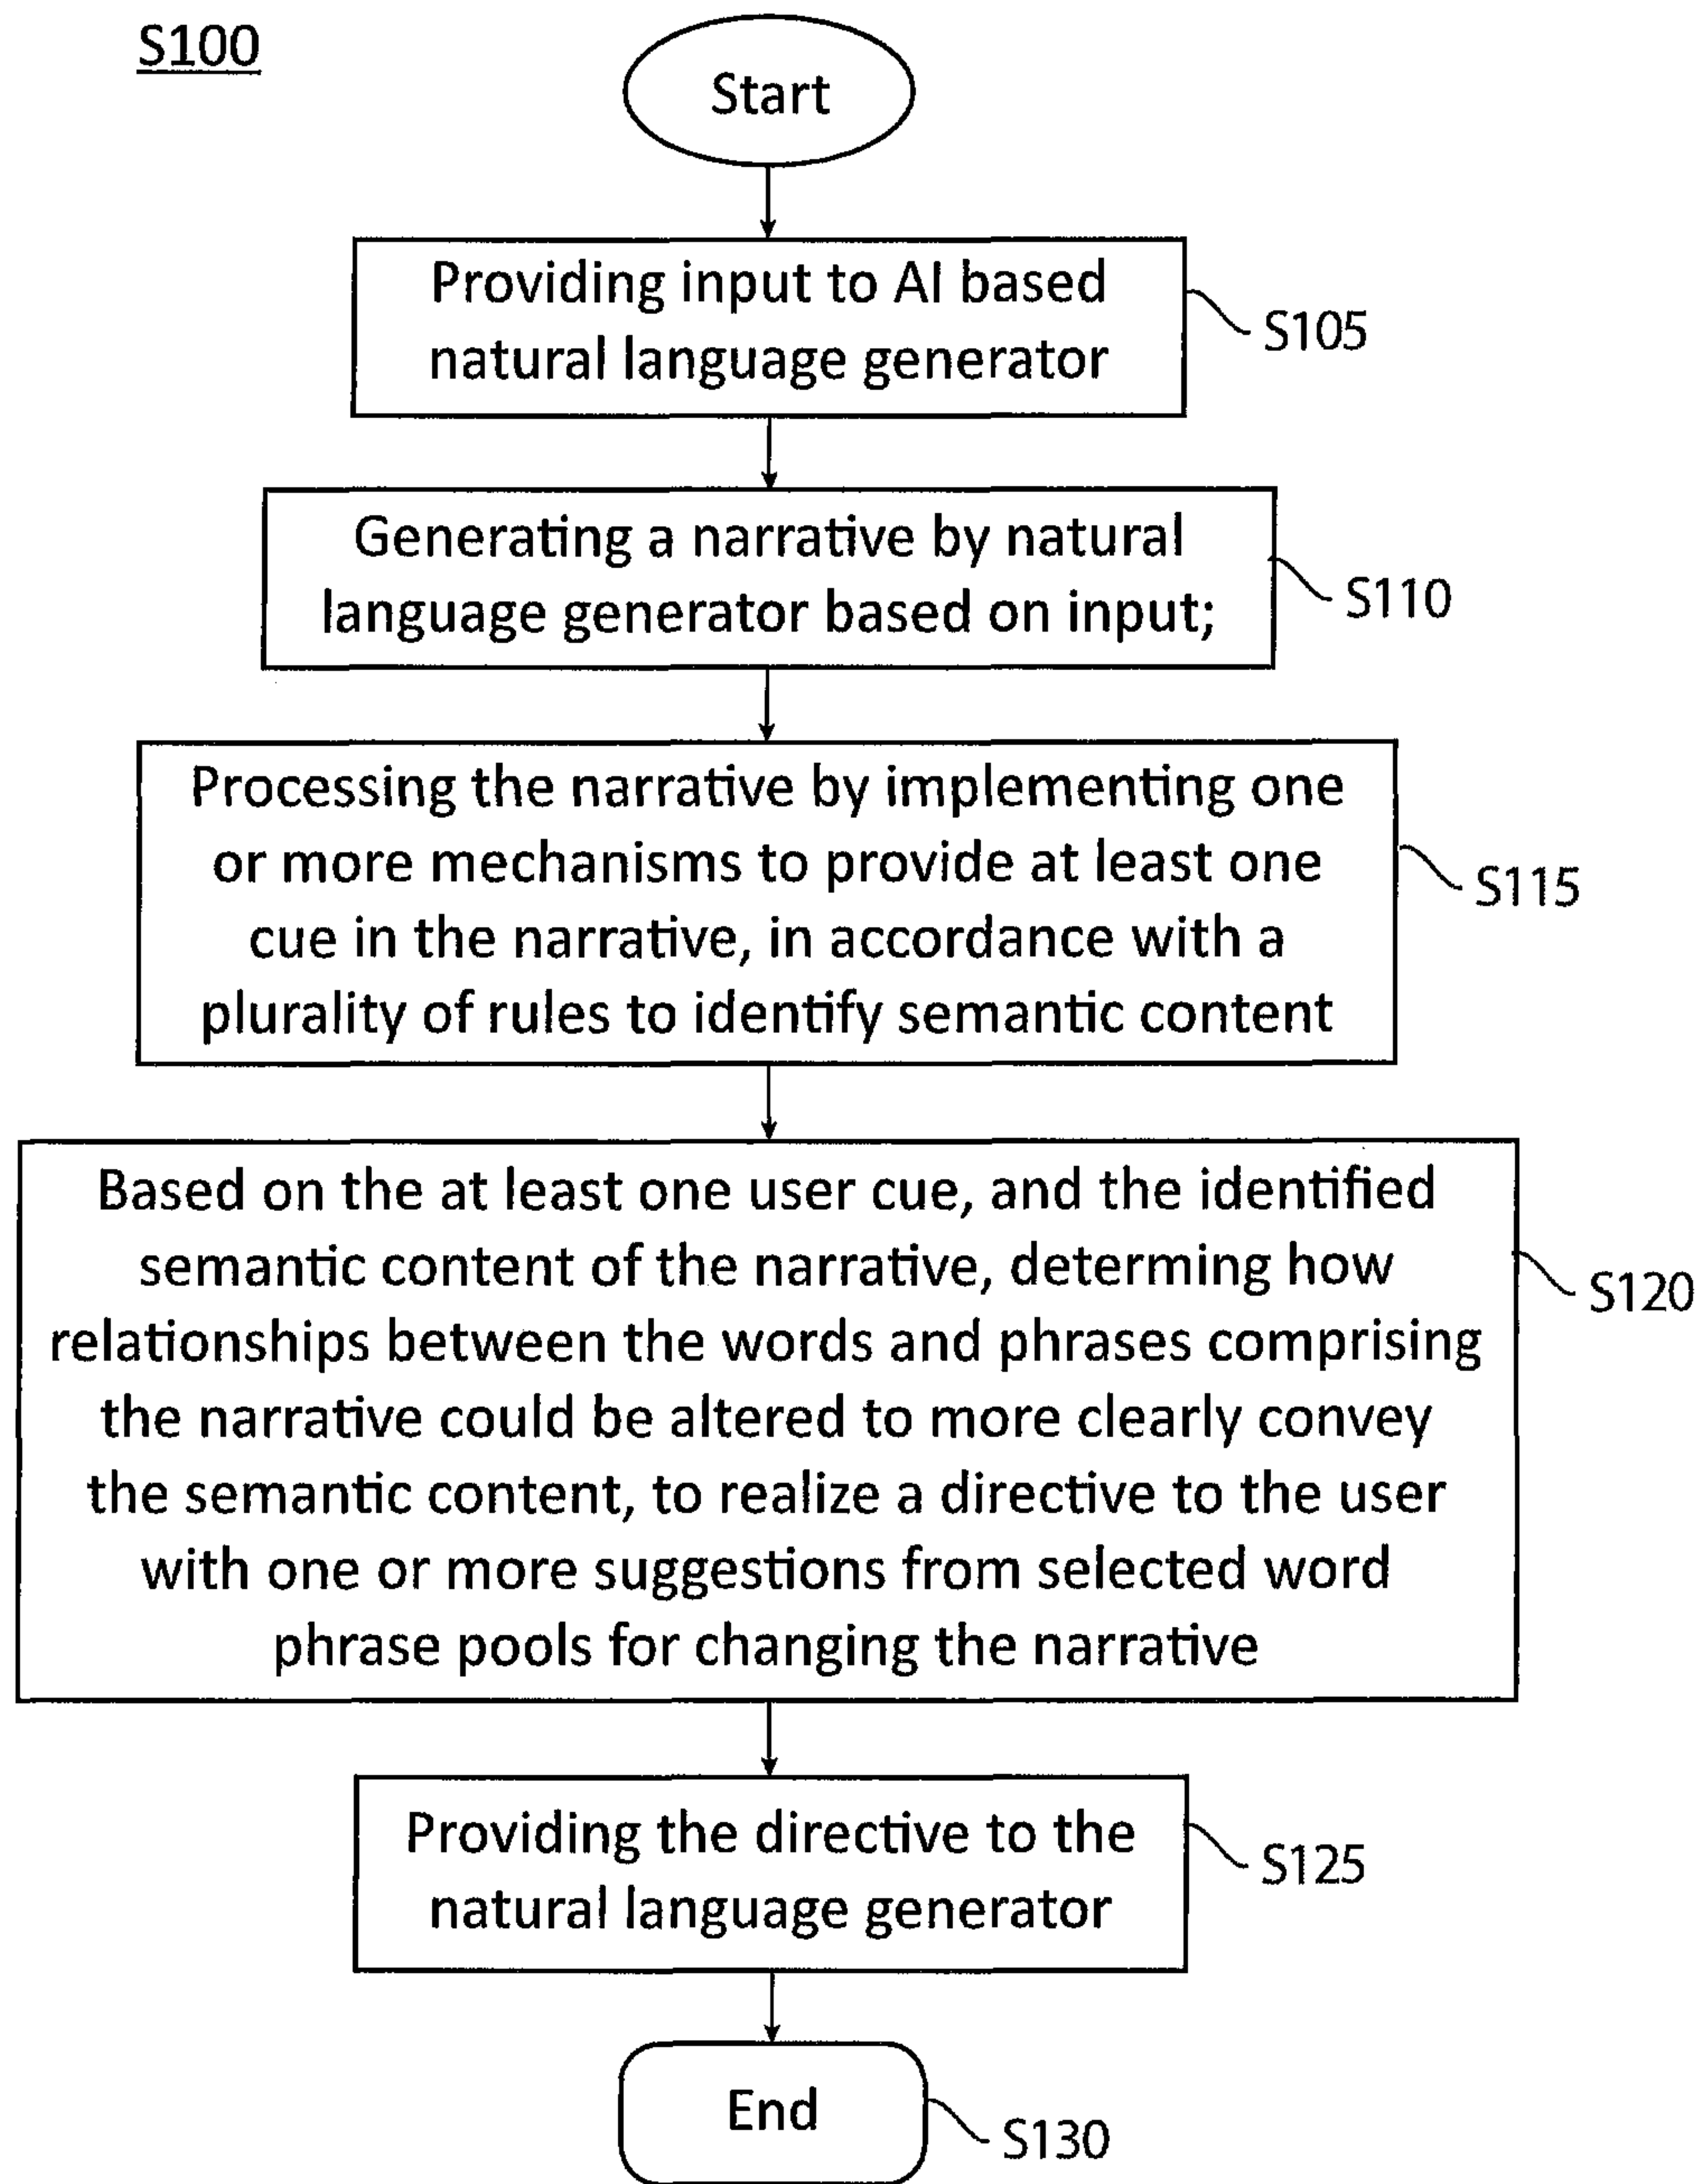 S100
Start
Providing input to AI based
natural language generator
S105
Generating a narrative by natural
language generator based on input;
S110
Processing the narrative by implementing one
or more mechanisms to provide at least one
cue in the narrative, in accordance with a
plurality of rules to identify semantic content
S115
Based on the at least one user cue, and the identified
semantic content of the narrative, determing how
relationships between the words and phrases comprising
the narrative could be altered to more clearly convey
the semantic content, to realize a directive to the user
with one or more suggestions from selected word
phrase pools for changing the narrative
S120
Providing the directive to the
natural language generator
S125
End
S130